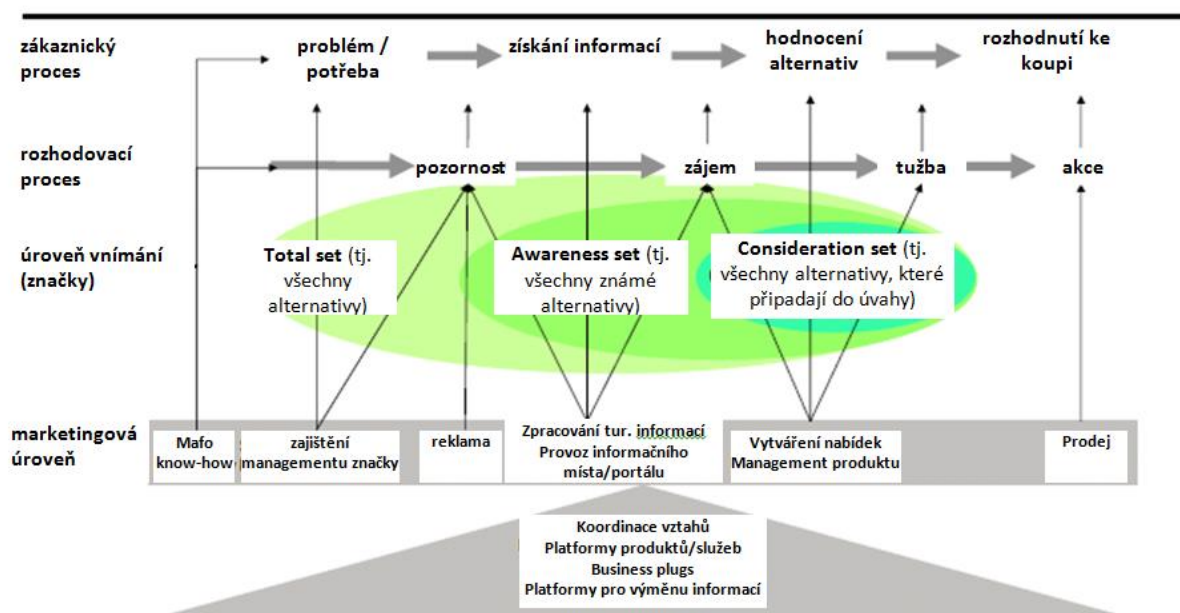 zákaznický
proces
problém /
potřeba
získání informací
hodnocení
alternativ
rozhodnutí ke
koupi
rozhodovací
proces
pozornost
zájem
tužba
akce
úroveň vnímání
(značky)
Total set (tj.
všechny
alternativy)
Awareness set (tj.
všechny známé
alternativy)
Consideration set (tj.
všechny alternativy, které
připadají do úvahy)
marketingová
úroveň
Mafo
know-how
zajištění
managementu značky
reklama
Zpracování tur. informací
Provoz informačního
místa/portálu
Vytváření nabídek
Management produktu
Prodej
Koordinace vztahů
Platformy produktů/služeb
Business plugs
Platformy pro výměnu informací